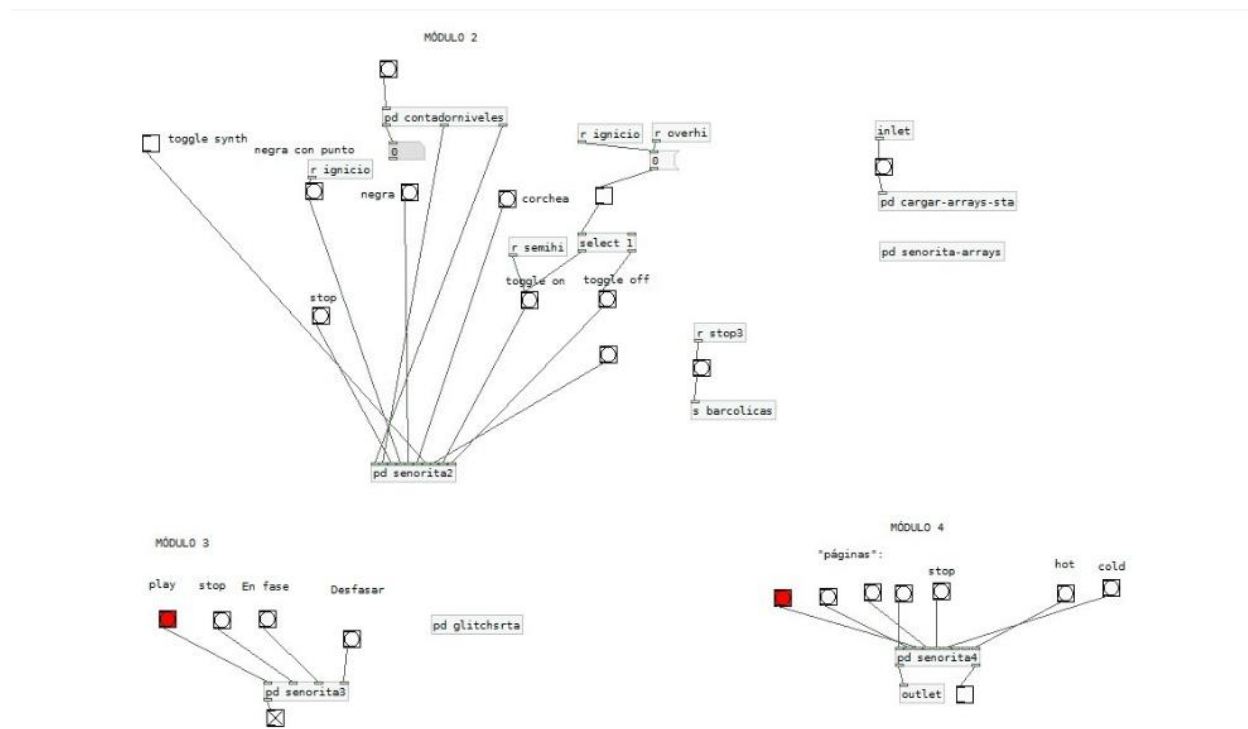 MÓDULO 2
pd contadorniveles
toggle synth
negra con punto
0
r ignicio
r overhi
0
inlet
r ignicio
negra
corchea
pd cargar-arrays-sta
r semihi
select 1
pd senorita-arrays
toggle on
toggle off
stop
r stop3
s barcolicas
pd senorita2
MÓDULO 3
play
stop
En fase
Desfasar
pd glitchsrta
pd senorita3
MÓDULO 4
"páginas":
stop
hot
cold
pd senorita4
outlet